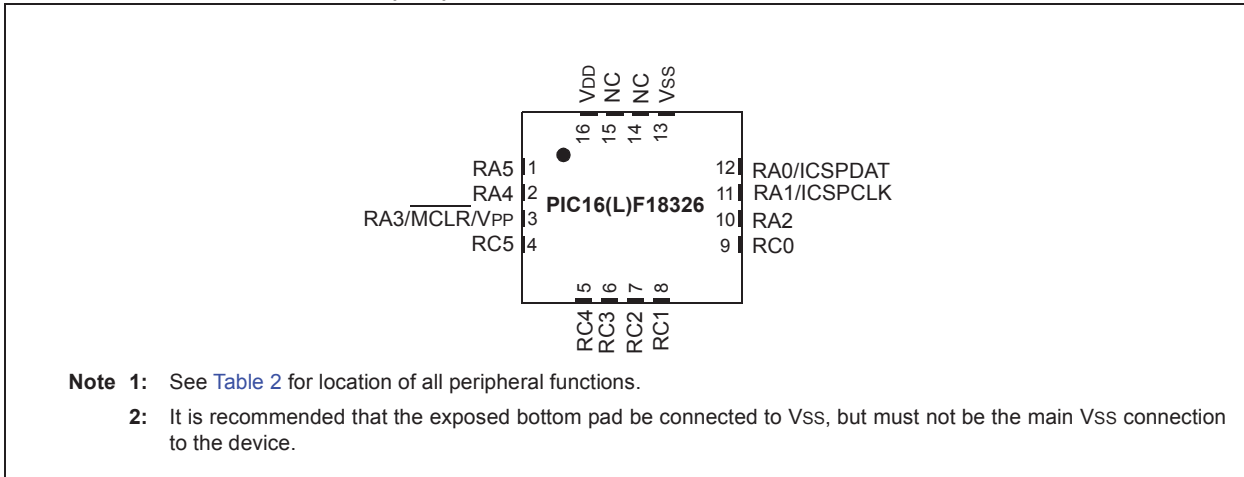 VDD
NC
NC
VSS
16
15
14
13
RA5 1
RA4 2
RA3/MCLR/VPP 3
RC5 4
PIC16(L)F18326
12 RA0/ICSPDAT
11 RA1/ICSPCLK
10 RA2
9 RC0
5
6
7
8
RC4
RC3
RC2
RC1
Note 1: See Table 2 for location of all peripheral functions.
2: It is recommended that the exposed bottom pad be connected to VSS, but must not be the main VSS connection
to the device.